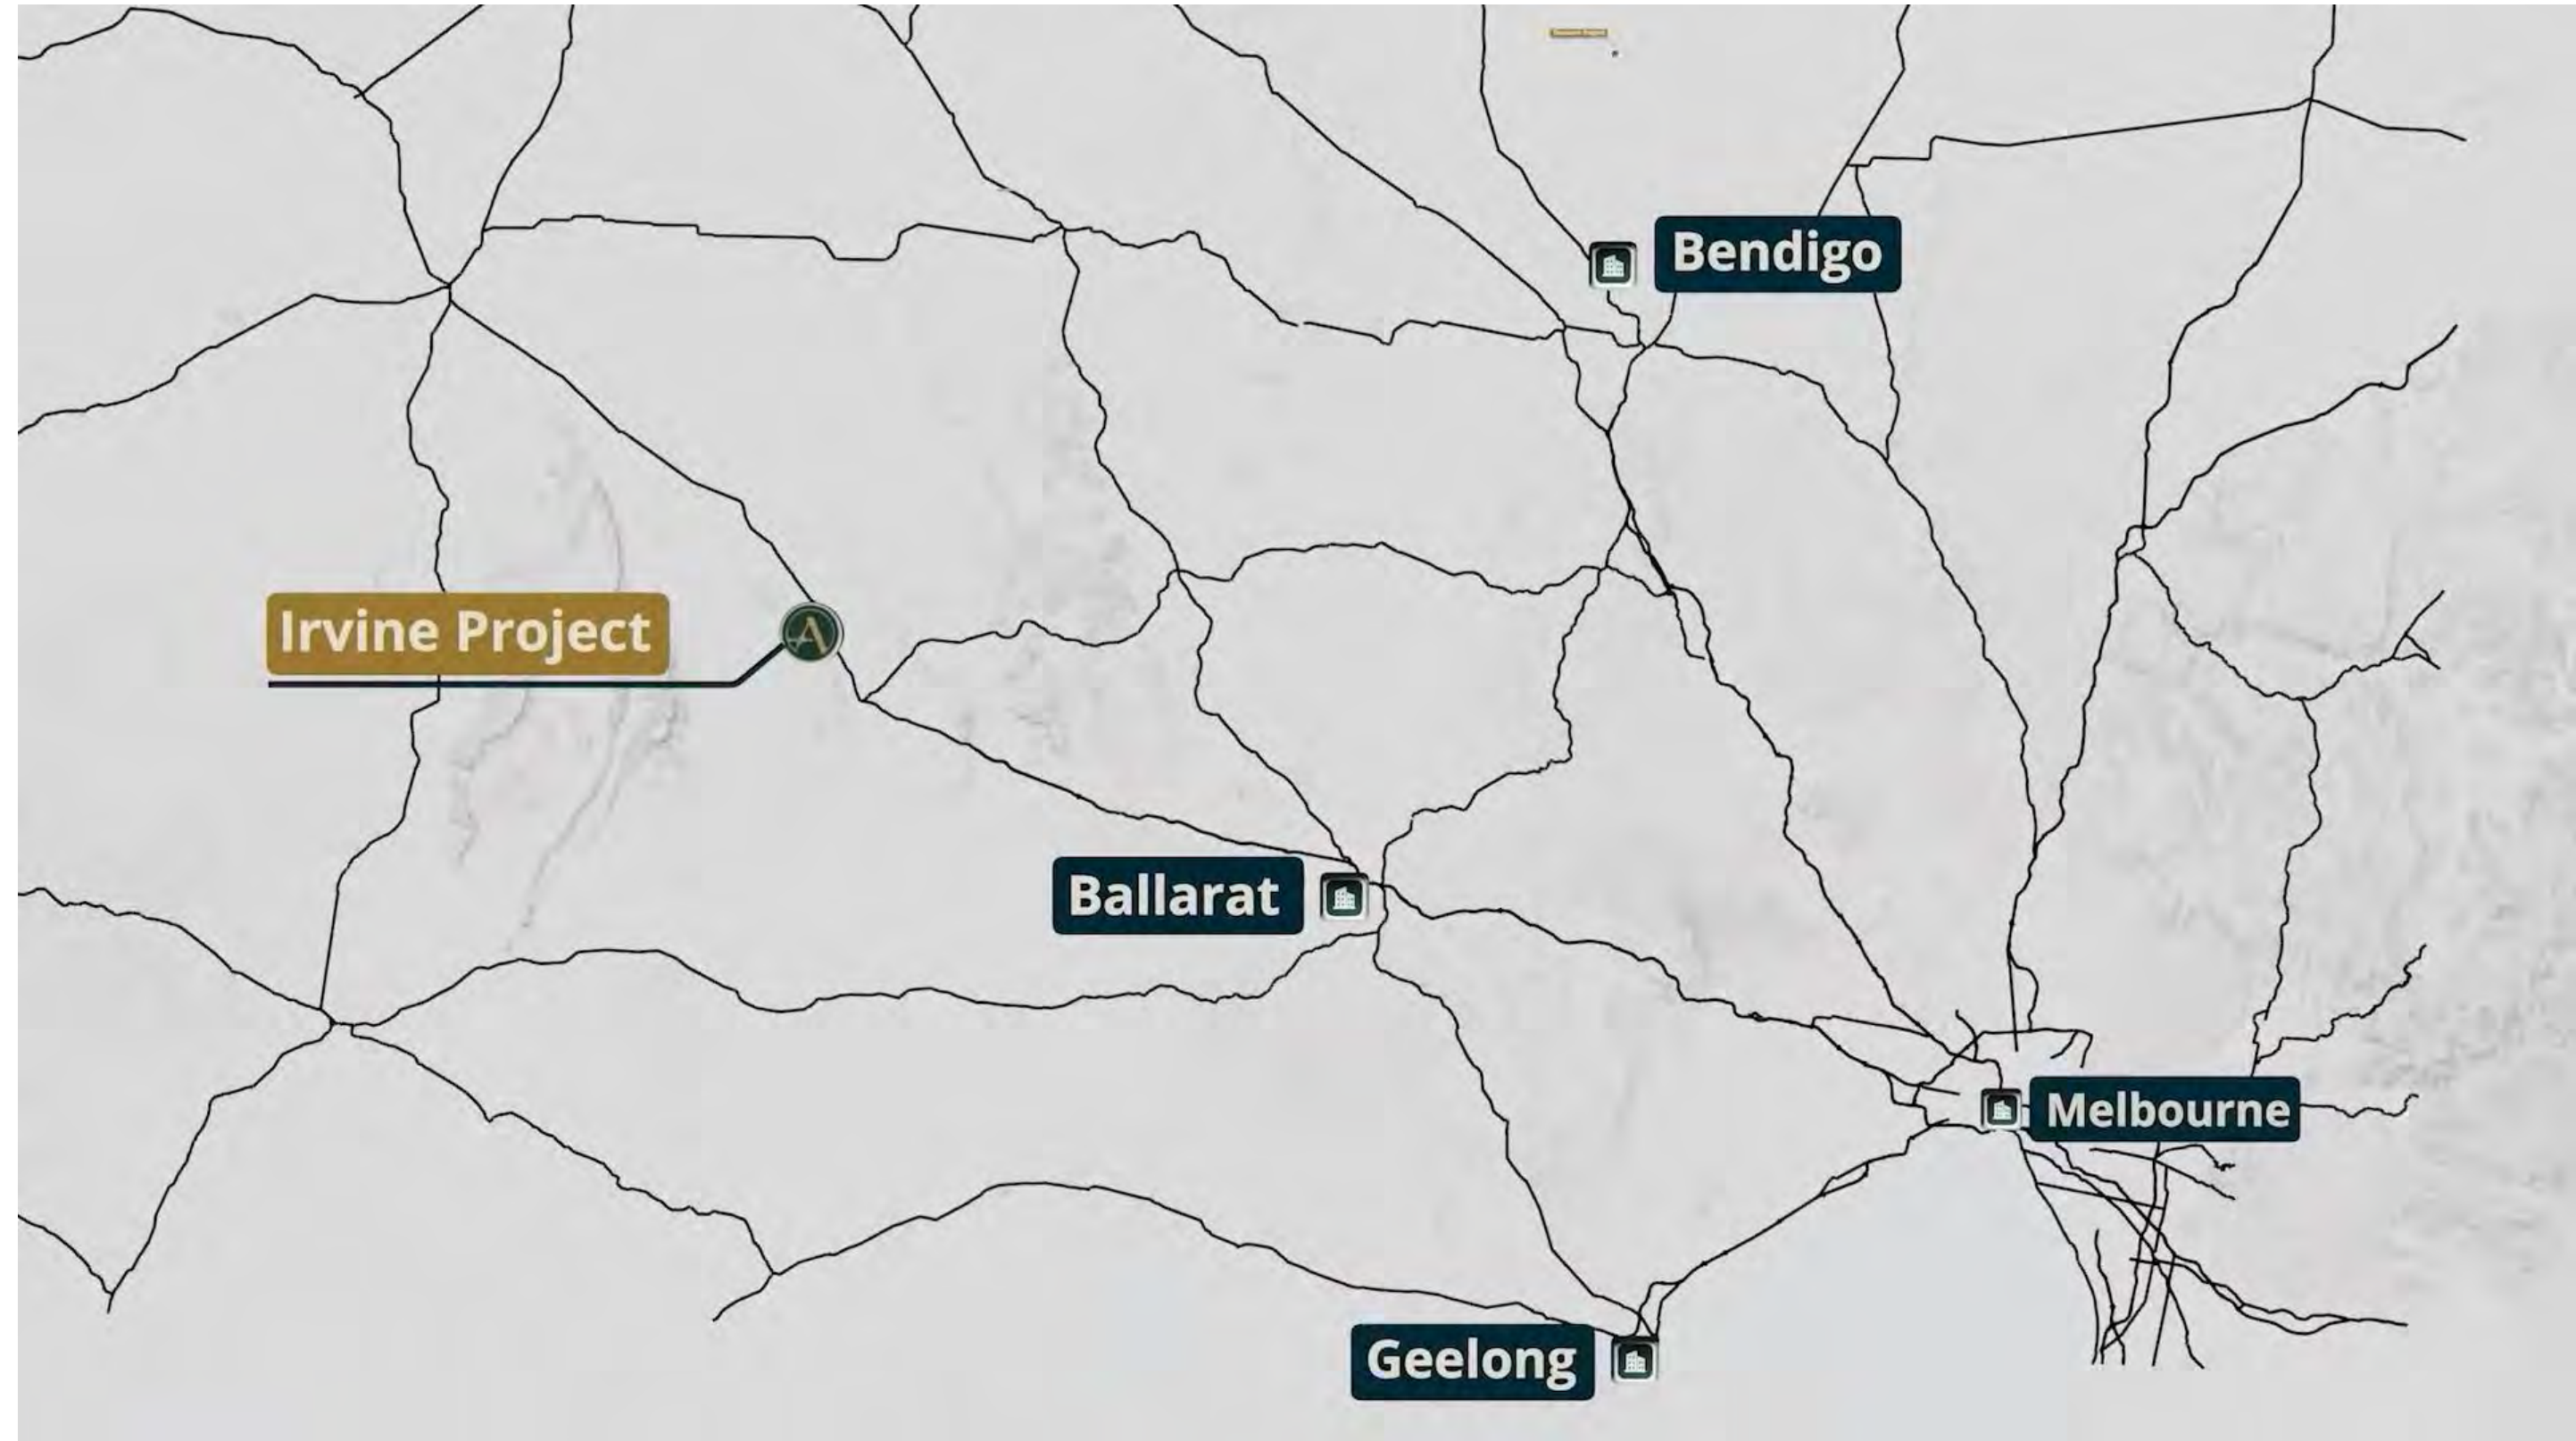 Bendigo
Irvine Project
Ballarat
Melbourne
Geelong